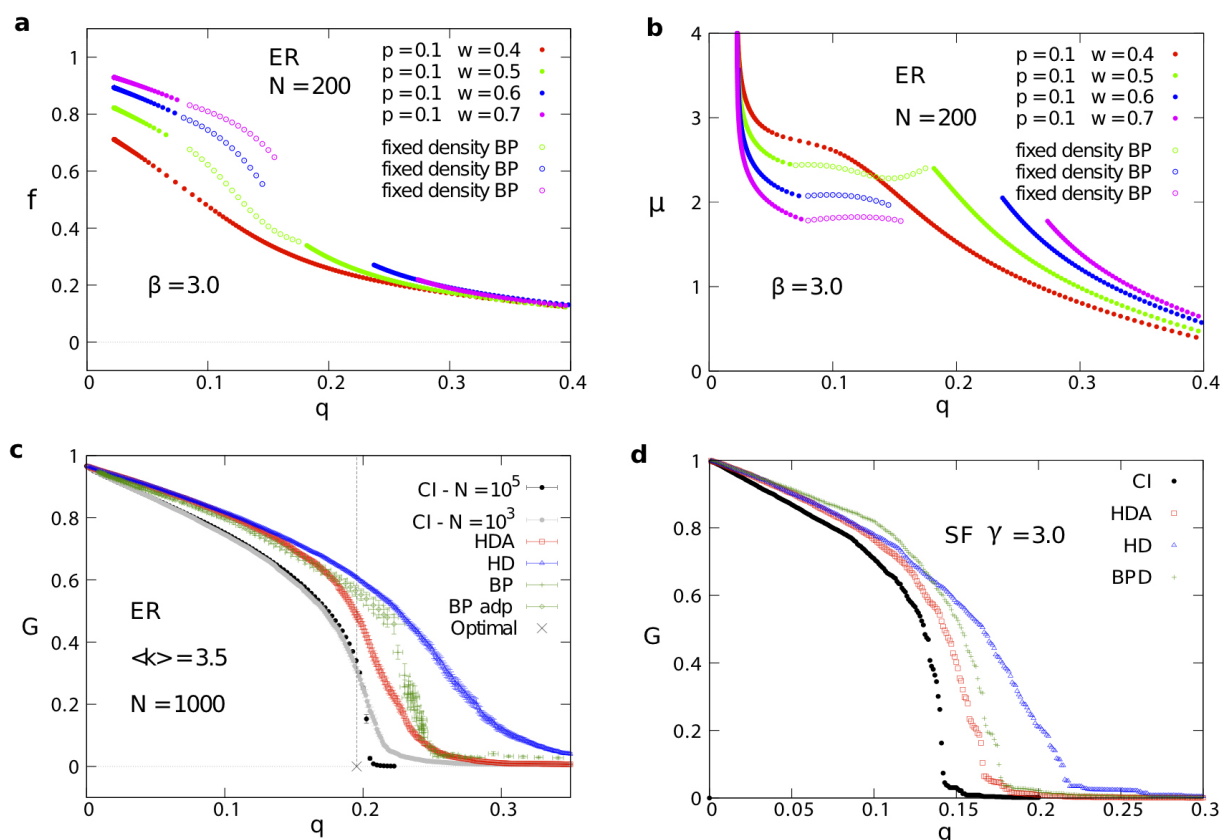 a
f
1
0.8
0.6
0.4
0.2
0
ER
N = 200
p = 0.1 w = 0.4
p = 0.1 w = 0.5
p = 0.1 w = 0.6
p = 0.1 w = 0.7
fixed density BP
fixed density BP
fixed density BP
β = 3.0
0 0.1 0.2 0.3 0.4
q
b
μ
4
3
2
1
0
ER
N = 200
p = 0.1 w = 0.4
p = 0.1 w = 0.5
p = 0.1 w = 0.6
p = 0.1 w = 0.7
fixed density BP
fixed density BP
fixed density BP
β = 3.0
0 0.1 0.2 0.3 0.4
q
c
G
1
0.8
0.6
0.4
0.2
0
CI - N = 10⁵
CI - N = 10³
HDA
HD
BP
BP adp
Optimal
ER
<k> = 3.5
N = 1000
0 0.1 0.2 0.3
q
d
G
1
0.8
0.6
0.4
0.2
0
SF γ = 3.0
CI
HDA
HD
BPD
0 0.05 0.1 0.15 0.2 0.25 0.3
q